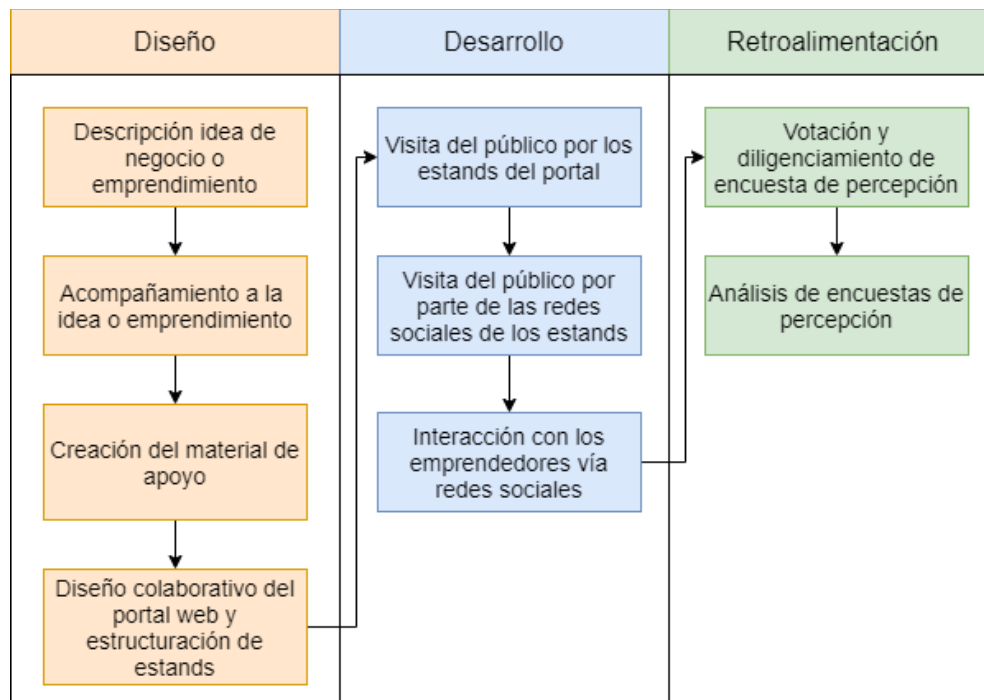 Diseño
Desarrollo
Retroalimentación
Descripción idea de
negocio o
emprendimiento
Acompañamiento a la
idea o emprendimiento
Creación del material de
apoyo
Diseño colaborativo del
portal web y
estructuración de
estands
Visita del público por los
estands del portal
Visita del público por
parte de las redes
sociales de los estands
Interacción con los
emprendedores vía
redes sociales
Votación y
diligenciamiento de
encuesta de percepción
Análisis de encuestas de
percepción